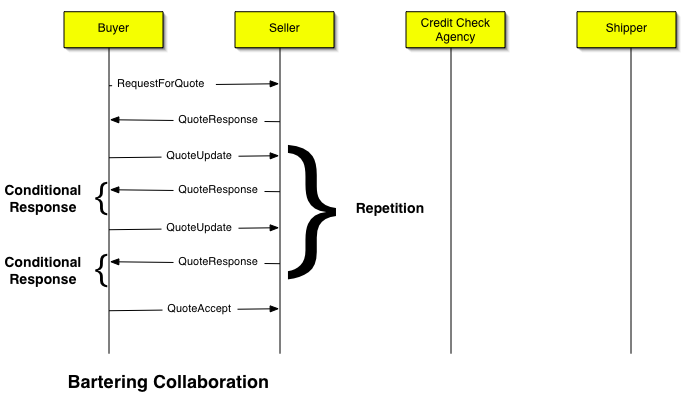 Buyer
Seller
Credit Check
Agency
Shipper
RequestForQuote
QuoteResponse
QuoteUpdate
Conditional
Response
QuoteResponse
Repetition
QuoteUpdate
Conditional
Response
QuoteResponse
QuoteAccept
Bartering Collaboration